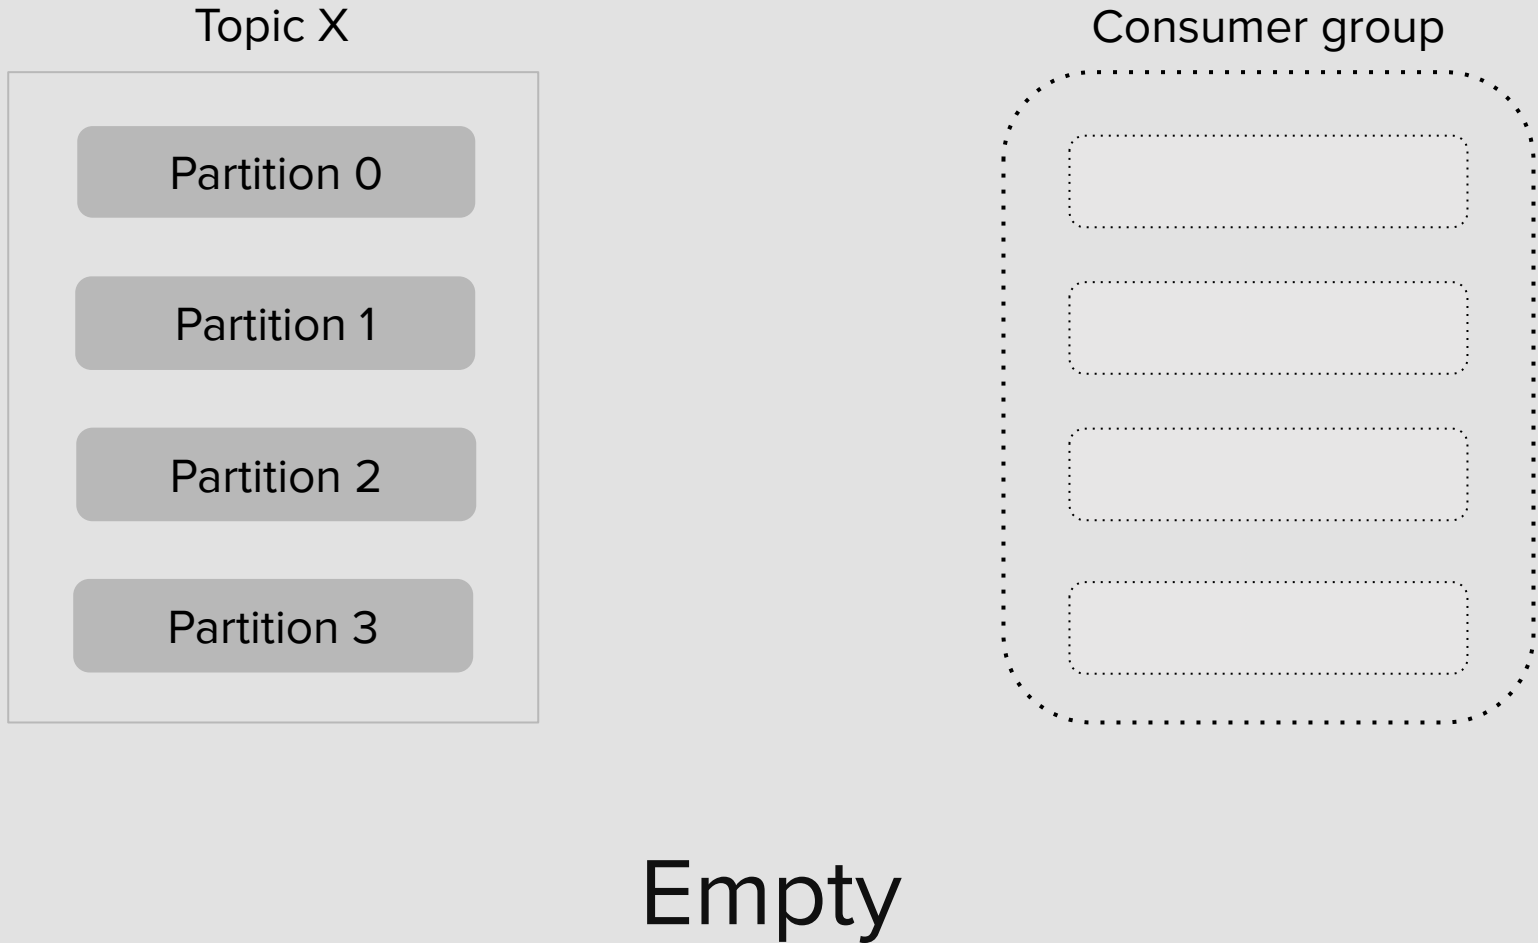 Topic X
Consumer group
Partition 0
Partition 1
Partition 2
Partition 3
Empty